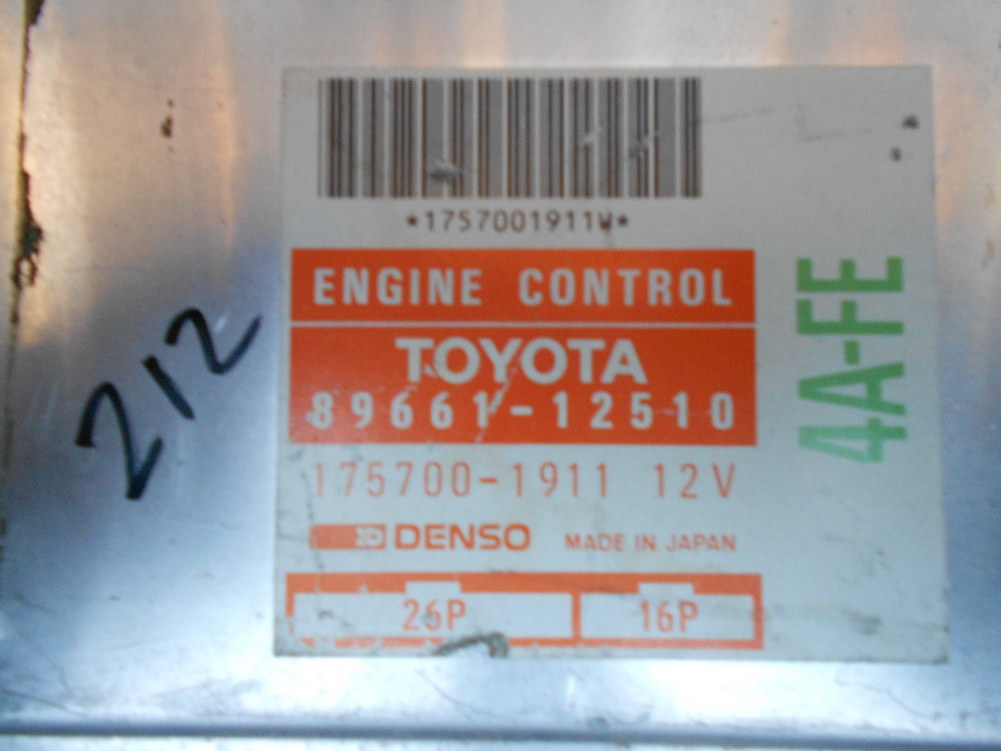 *1757001911W*
ENGINE CONTROL
TOYOTA
89661-12510
175700-1911 12V
DENSO MADE IN JAPAN
26P 16P
4A-FE
212